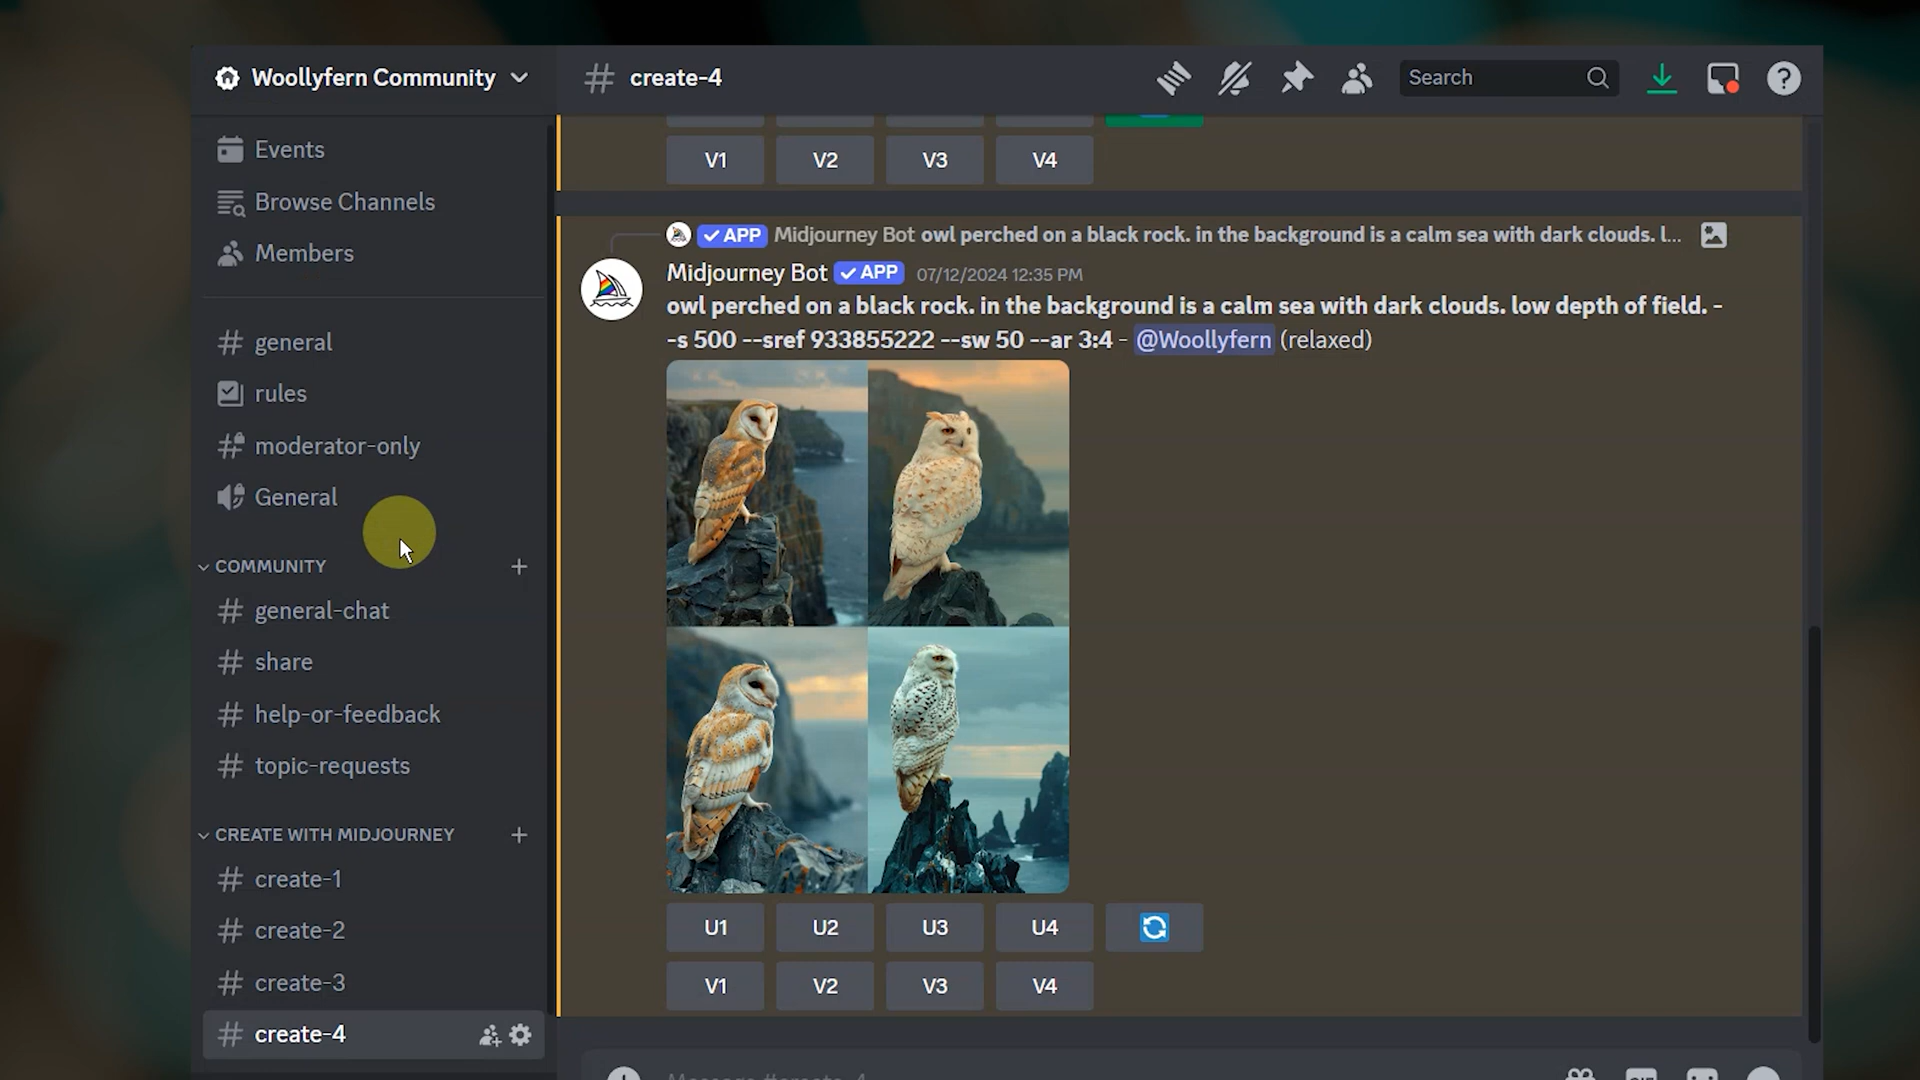 Woollyfern Community
create-4
Search
Events
Browse Channels
Members
general
rules
moderator-only
General
COMMUNITY
general-chat
share
help-or-feedback
topic-requests
CREATE WITH MIDJOURNEY
create-1
create-2
create-3
create-4
V1 V2 V3 V4
APP Midjourney Bot owl perched on a black rock. in the background is a calm sea with dark clouds. l...
Midjourney Bot APP 07/12/2024 12:35 PM
owl perched on a black rock. in the background is a calm sea with dark clouds. low depth of field. -
-s 500 --sref 933855222 --sw 50 --ar 3:4 - @Woollyfern (relaxed)
U1 U2 U3 U4
V1 V2 V3 V4